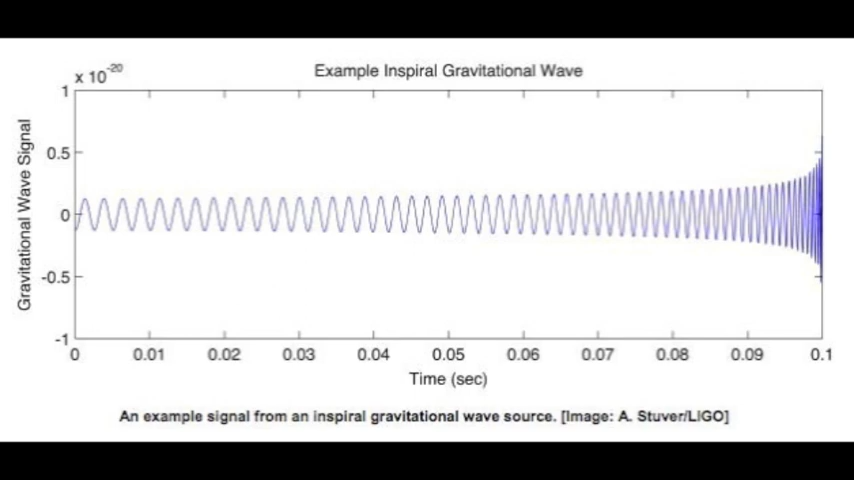 Example Inspiral Gravitational Wave
x 10^-20
1
0.5
0
-0.5
-1
Gravitational Wave Signal
0 0.01 0.02 0.03 0.04 0.05 0.06 0.07 0.08 0.09 0.1
Time (sec)
An example signal from an inspiral gravitational wave source. [Image: A. Stuver/LIGO]